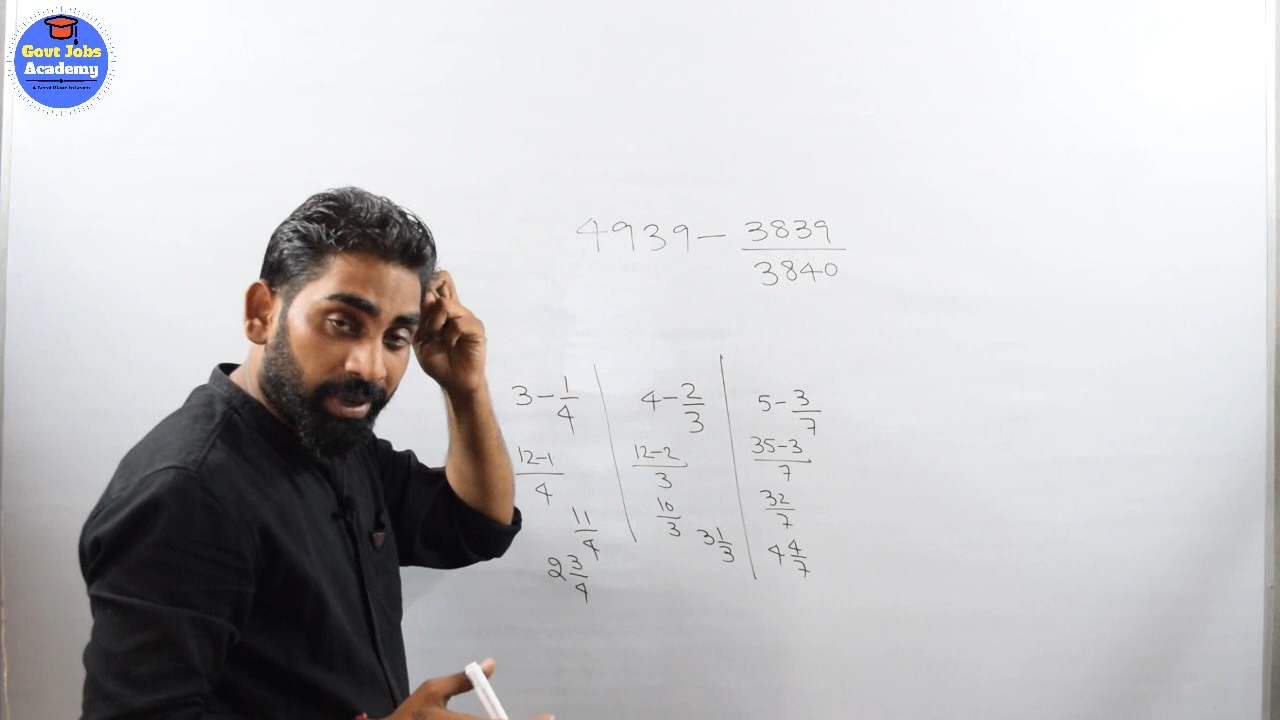 Govt Jobs
Academy
4939 - 3839/3840
3 - 1/4
12-1/4
11/4
2 3/4
4 - 2/3
12-2/3
10/3
3 1/3
5 - 3/7
35-3/7
32/7
4 4/7